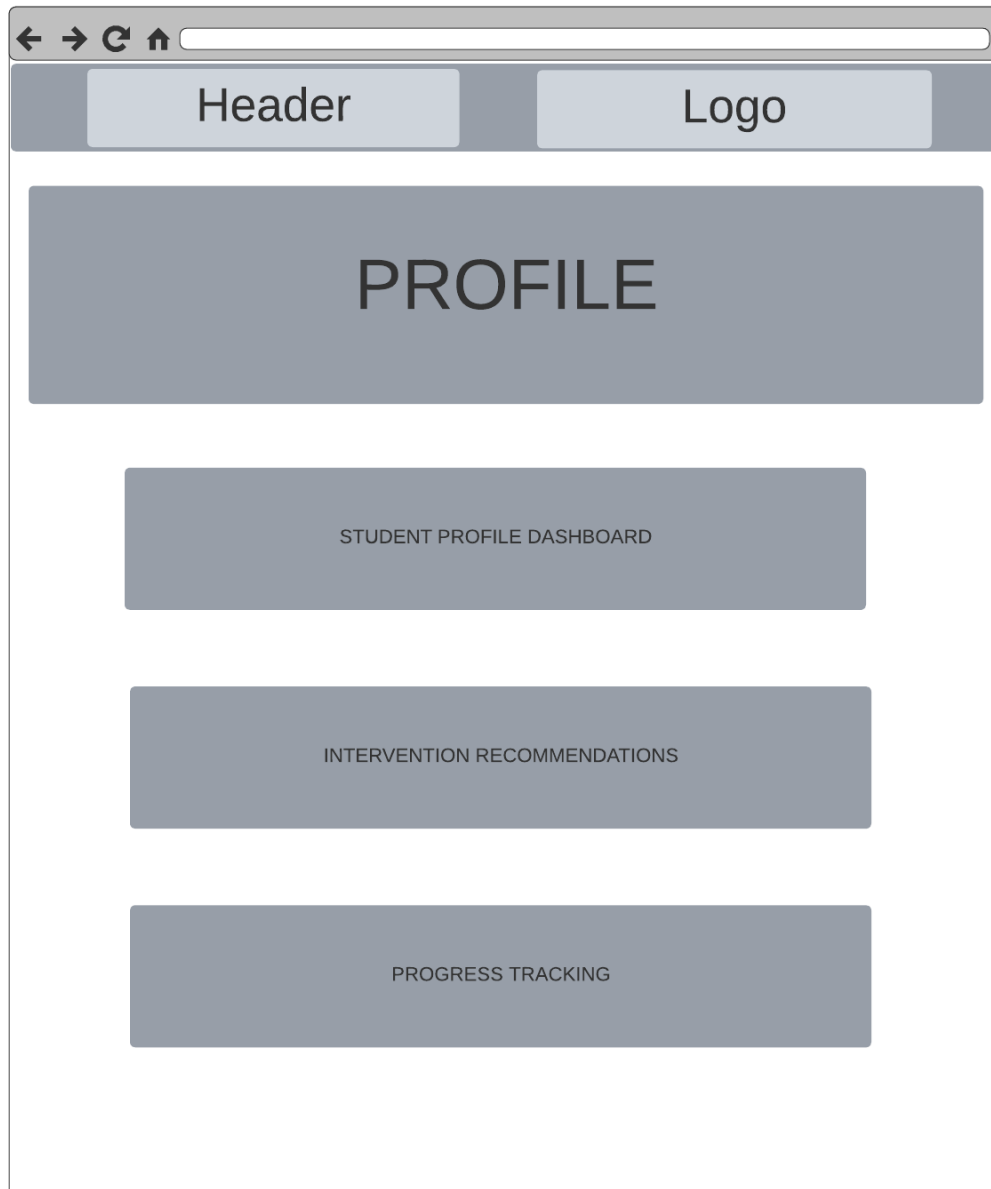 Header
Logo
PROFILE
STUDENT PROFILE DASHBOARD
INTERVENTION RECOMMENDATIONS
PROGRESS TRACKING